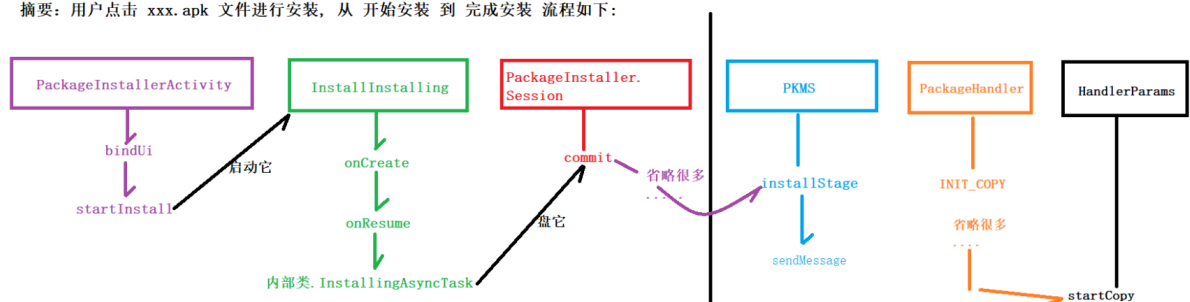 摘要: 用户点击 xxx.apk 文件进行安装, 从 开始安装 到 完成安装 流程如下:
PackageInstallerActivity
bindUi
startInstall
启动它
InstallInstalling
onCreate
onResume
内部类.InstallingAsyncTask
PackageInstaller.
Session
commit
盘它
省略很多
.....
PKMS
installStage
sendMessage
PackageHandler
INIT_COPY
省略很多
....
HandlerParams
startCopy